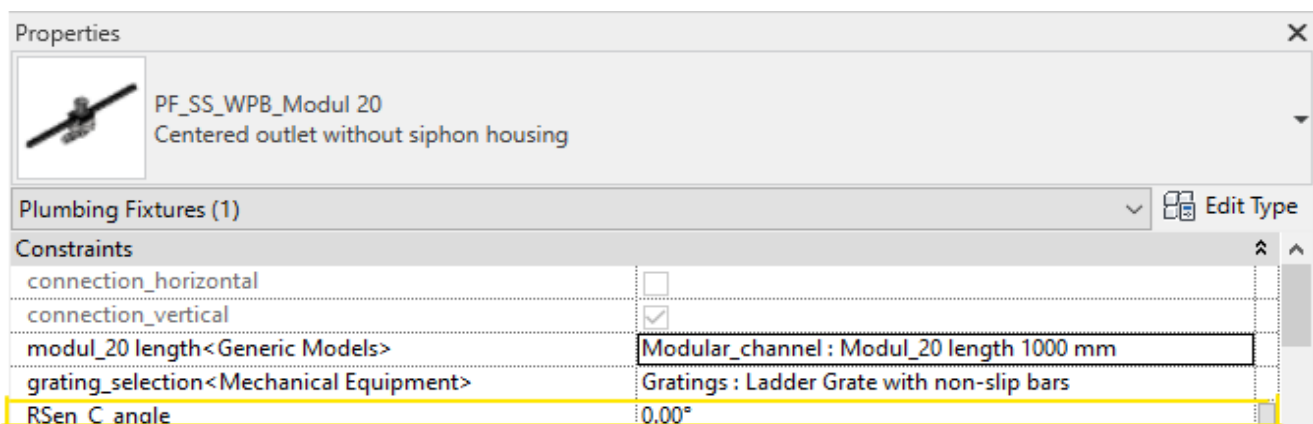 Properties
PF_SS_WPB_Modul 20
Centered outlet without siphon housing
Plumbing Fixtures (1)
Edit Type
Constraints
connection_horizontal
connection_vertical
modul_20 length<Generic Models> Modular_channel : Modul_20 length 1000 mm
grating_selection<Mechanical Equipment> Gratings : Ladder Grate with non-slip bars
RSen_C_angle 0.00°